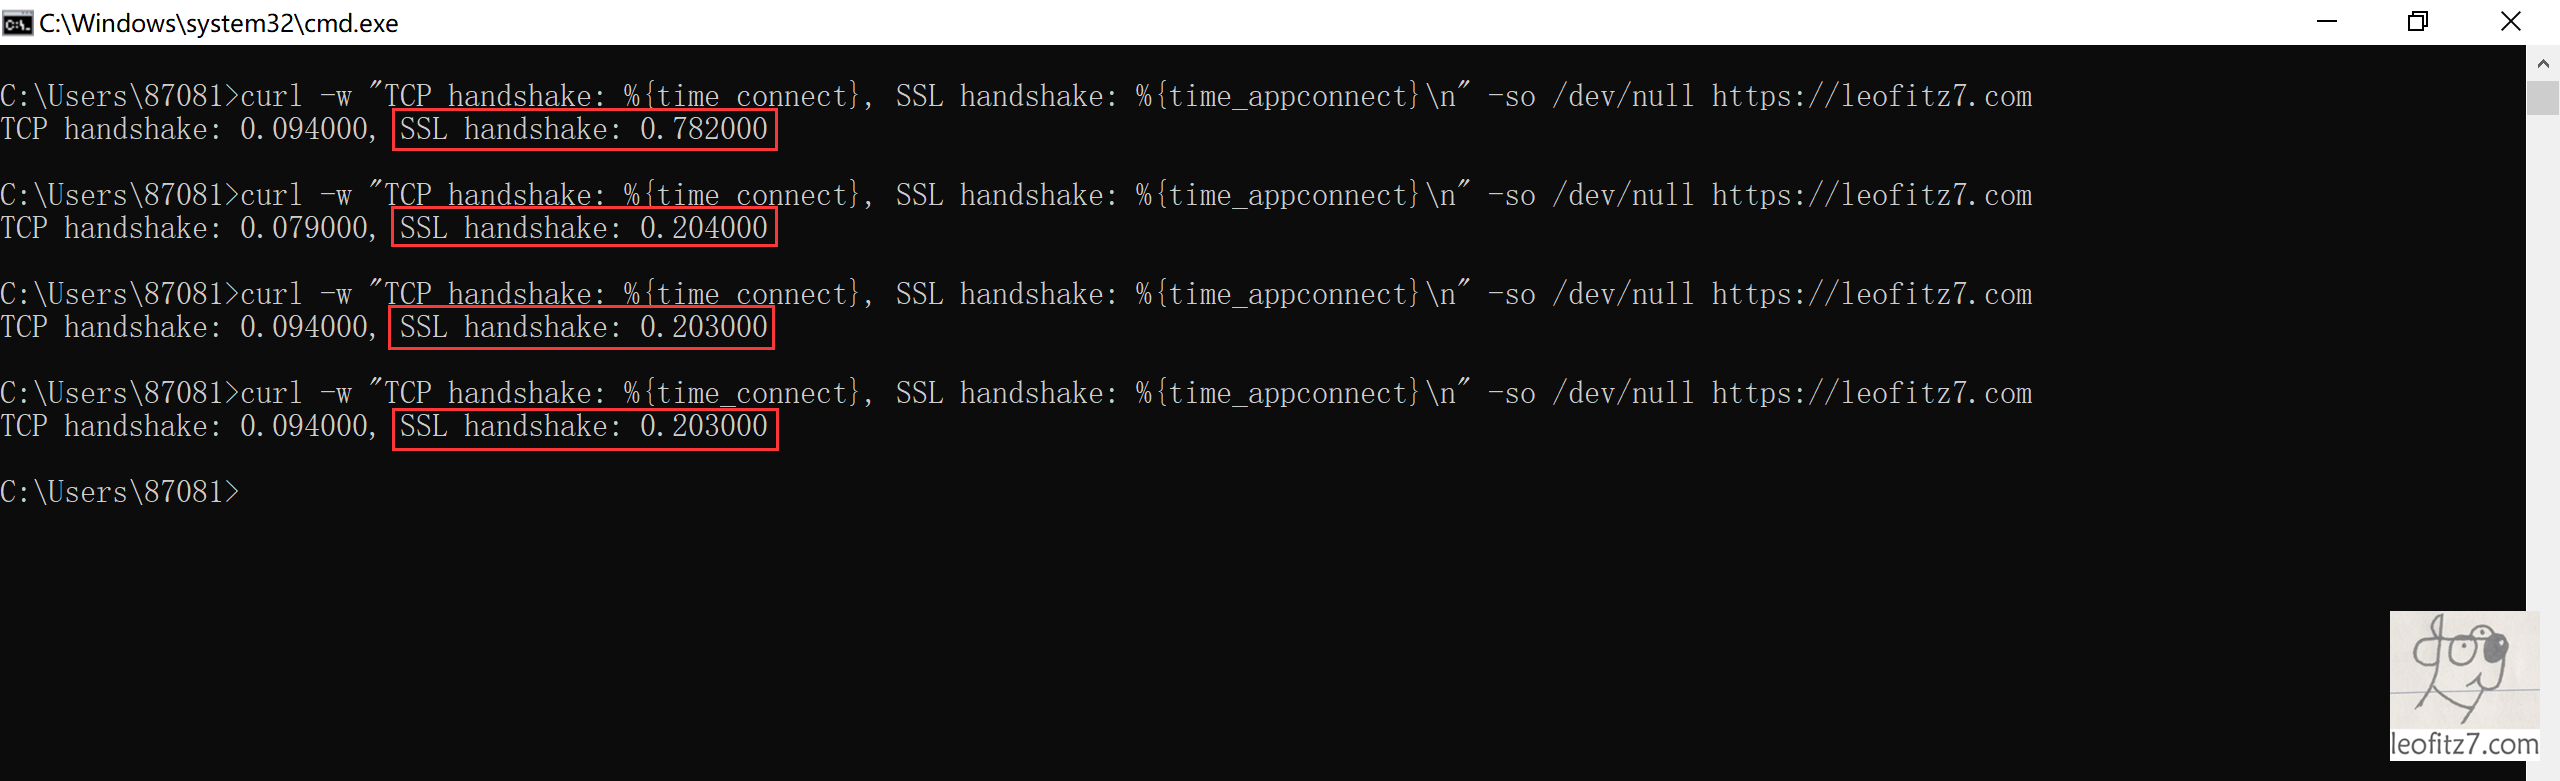 C:\Windows\system32\cmd.exe
C:\Users\87081>curl -w "TCP handshake: %{time_connect}, SSL handshake: %{time_appconnect}\n" -so /dev/null https://leofitz7.com
TCP handshake: 0.094000, SSL handshake: 0.782000
C:\Users\87081>curl -w "TCP handshake: %{time_connect}, SSL handshake: %{time_appconnect}\n" -so /dev/null https://leofitz7.com
TCP handshake: 0.079000, SSL handshake: 0.204000
C:\Users\87081>curl -w "TCP handshake: %{time_connect}, SSL handshake: %{time_appconnect}\n" -so /dev/null https://leofitz7.com
TCP handshake: 0.094000, SSL handshake: 0.203000
C:\Users\87081>curl -w "TCP handshake: %{time_connect}, SSL handshake: %{time_appconnect}\n" -so /dev/null https://leofitz7.com
TCP handshake: 0.094000, SSL handshake: 0.203000
C:\Users\87081>
dog
leofitz7.com